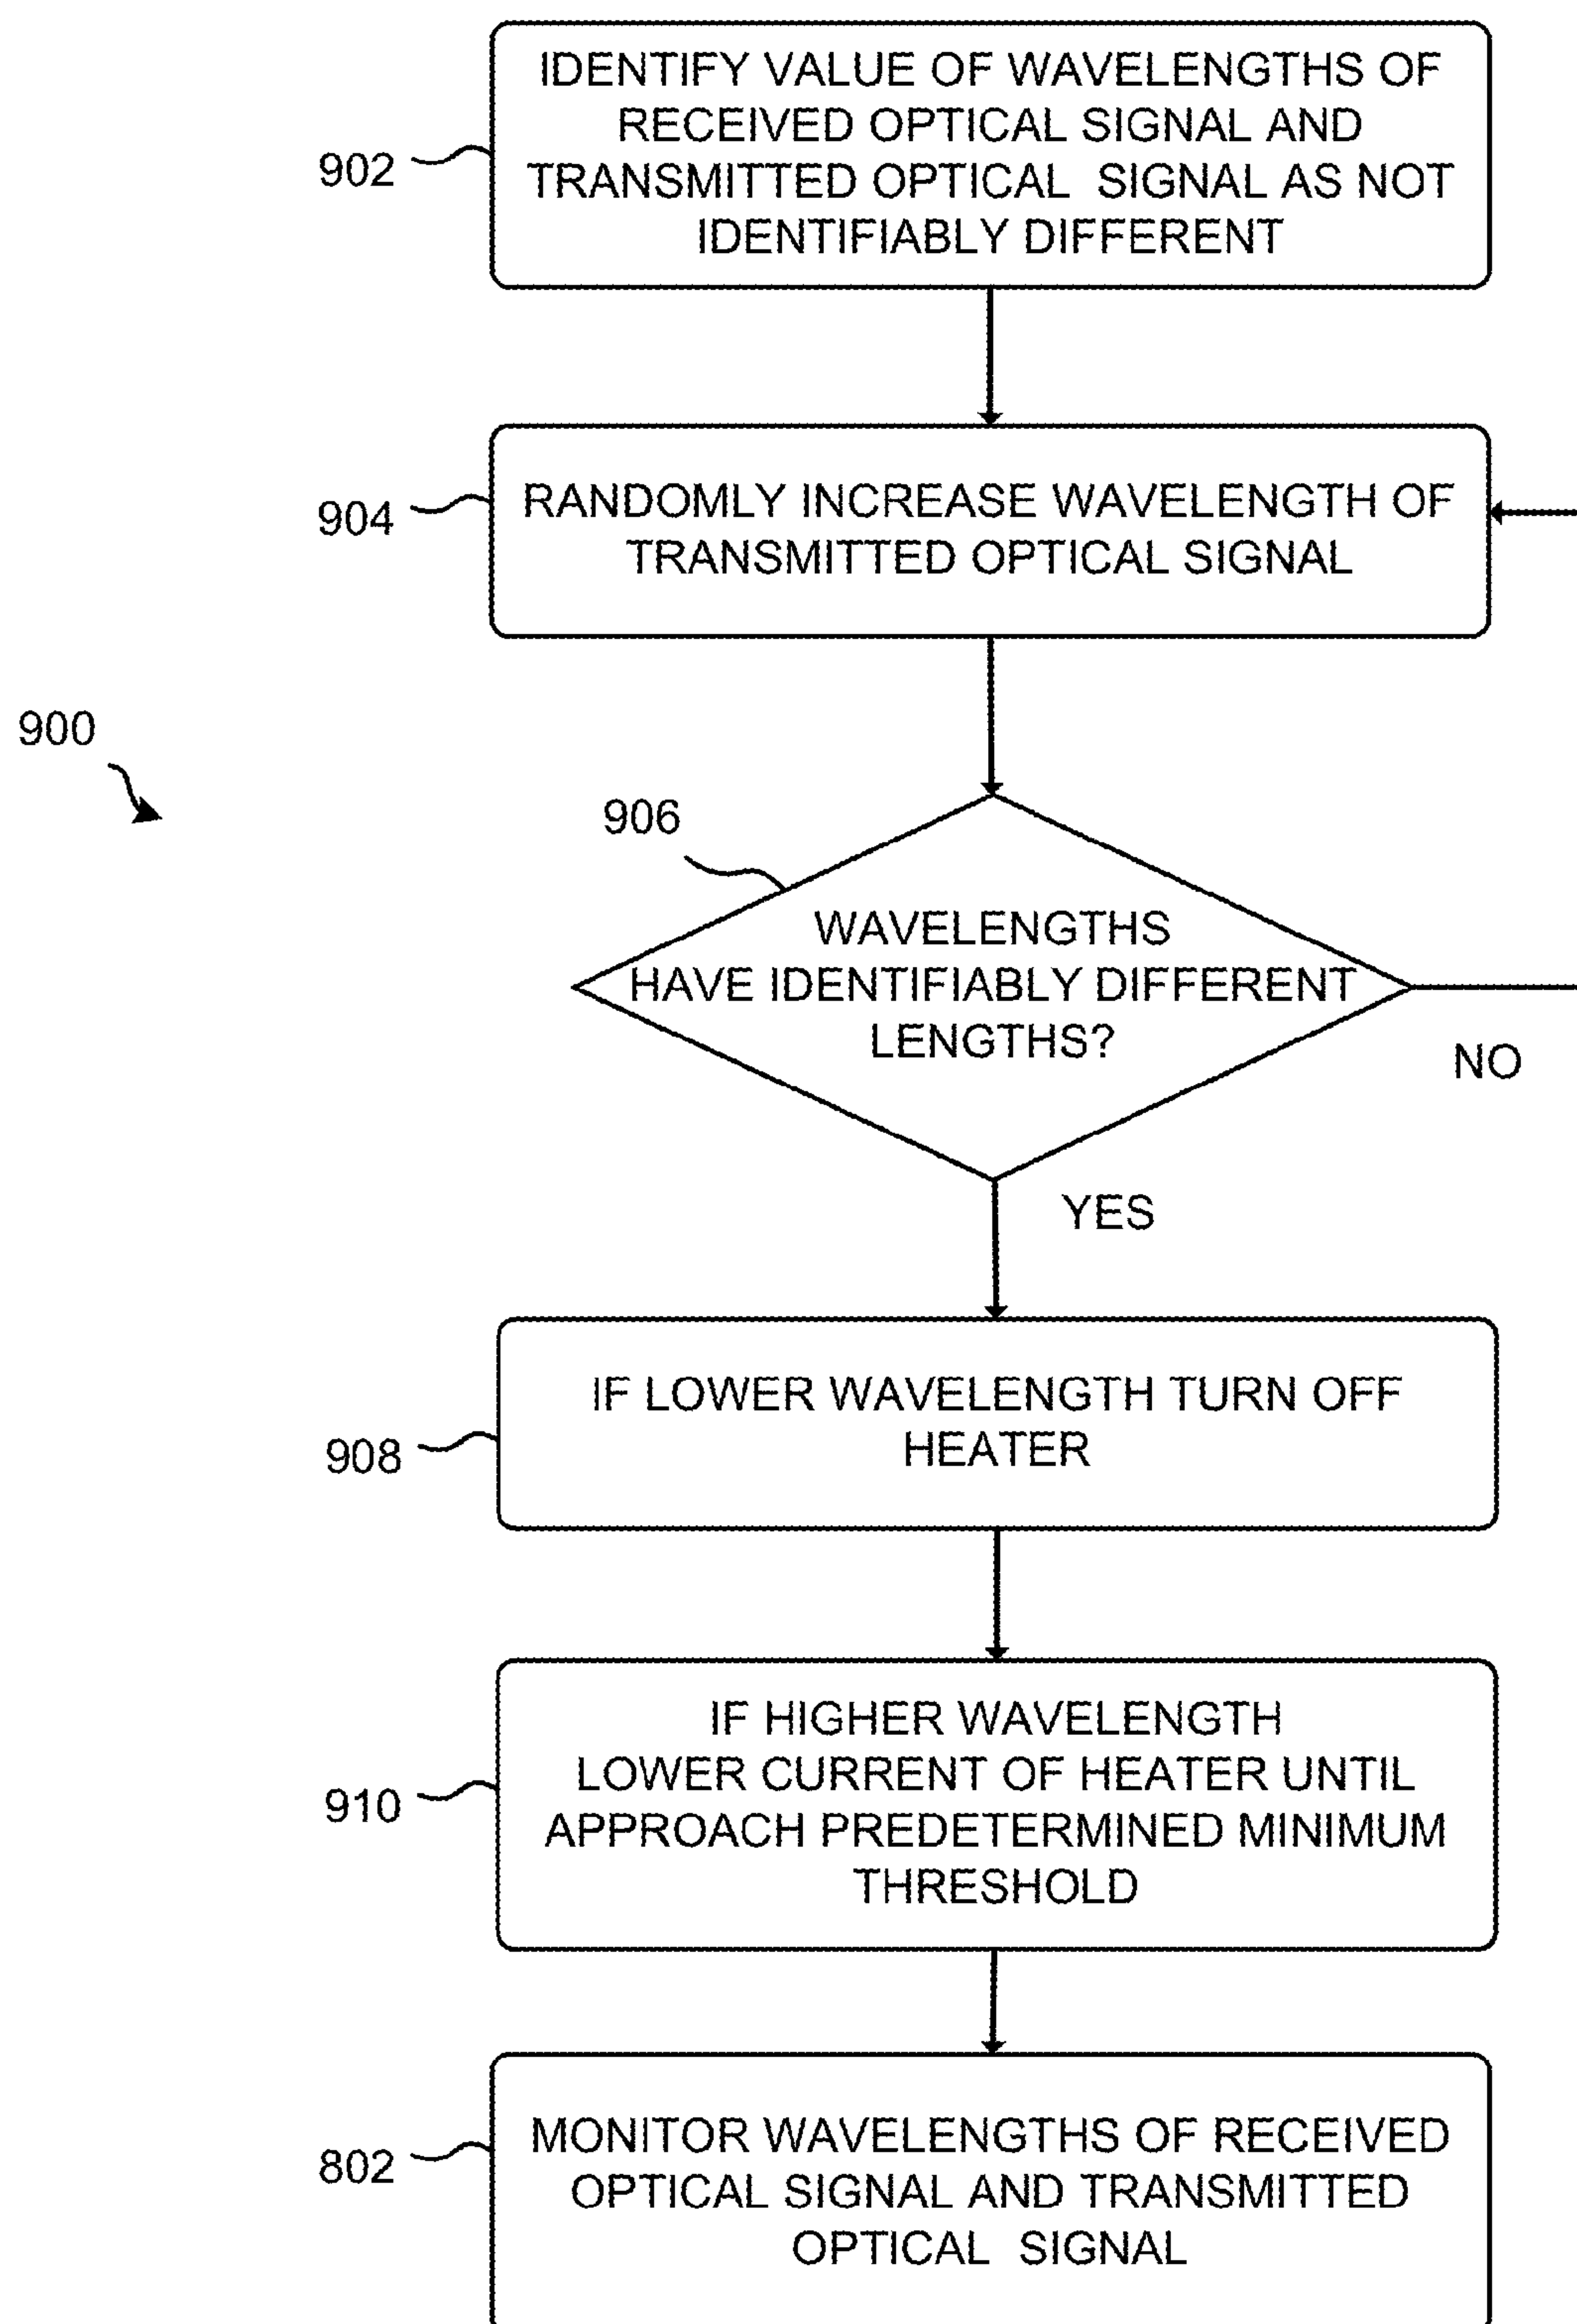 IDENTIFY VALUE OF WAVELENGTHS OF
RECEIVED OPTICAL SIGNAL AND
TRANSMITTED OPTICAL SIGNAL AS NOT
IDENTIFIABLY DIFFERENT
902
RANDOMLY INCREASE WAVELENGTH OF
TRANSMITTED OPTICAL SIGNAL
904
900
906
WAVELENGTHS
HAVE IDENTIFIABLY DIFFERENT
LENGTHS?
NO
YES
IF LOWER WAVELENGTH TURN OFF
HEATER
908
IF HIGHER WAVELENGTH
LOWER CURRENT OF HEATER UNTIL
APPROACH PREDETERMINED MINIMUM
THRESHOLD
910
MONITOR WAVELENGTHS OF RECEIVED
OPTICAL SIGNAL AND TRANSMITTED
OPTICAL SIGNAL
802